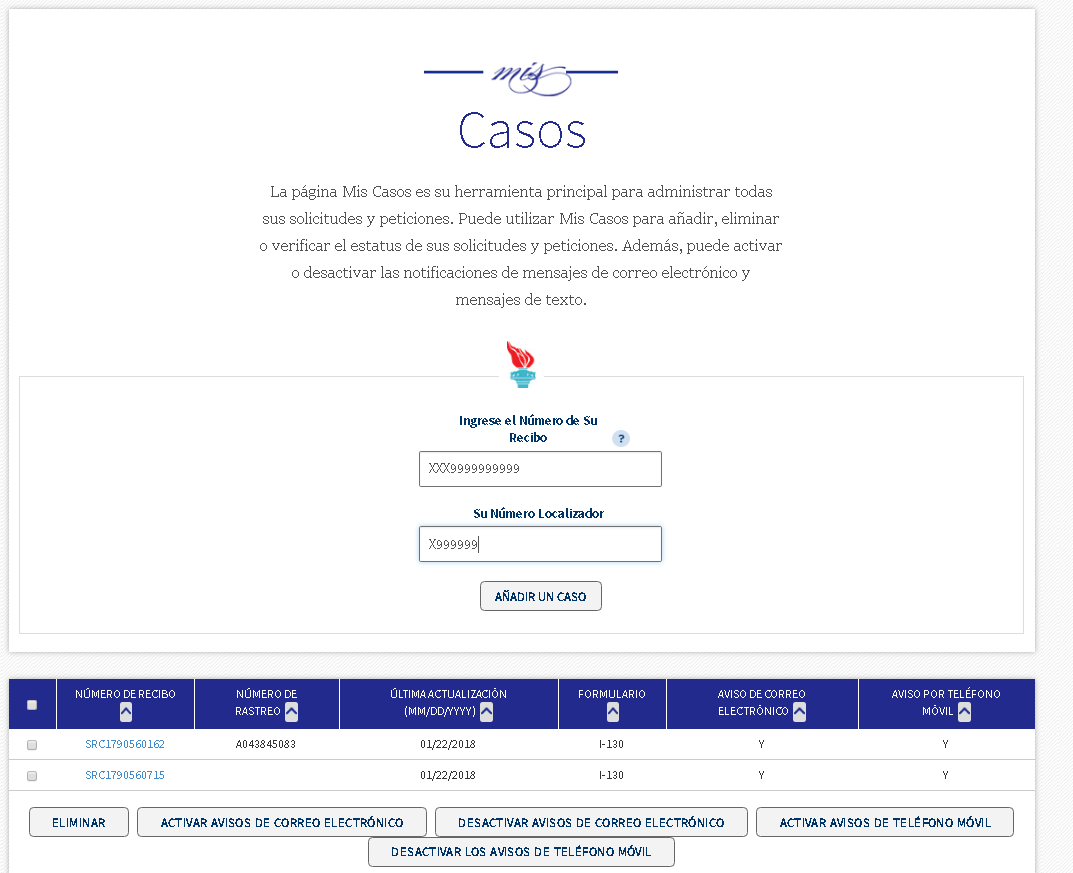 mis
Casos
La página Mis Casos es su herramienta principal para administrar todas
sus solicitudes y peticiones. Puede utilizar Mis Casos para añadir, eliminar
o verificar el estatus de sus solicitudes y peticiones. Además, puede activar
o desactivar las notificaciones de mensajes de correo electrónico y
mensajes de texto.
Ingrese el Número de Su
Recibo
?
XXX9999999999
Su Número Localizador
X999999
AÑADIR UN CASO
NÚMERO DE RECIBO
NÚMERO DE
RASTREO
ÚLTIMA ACTUALIZACIÓN
(MM/DD/YYYY)
FORMULARIO
AVISO DE CORREO
ELECTRÓNICO
AVISO POR TELÉFONO
MÓVIL
SRC1790560162 A043845083 01/22/2018 I-130 Y Y
SRC1790560715 01/22/2018 I-130 Y Y
ELIMINAR
ACTIVAR AVISOS DE CORREO ELECTRÓNICO
DESACTIVAR AVISOS DE CORREO ELECTRÓNICO
ACTIVAR AVISOS DE TELÉFONO MÓVIL
DESACTIVAR LOS AVISOS DE TELÉFONO MÓVIL